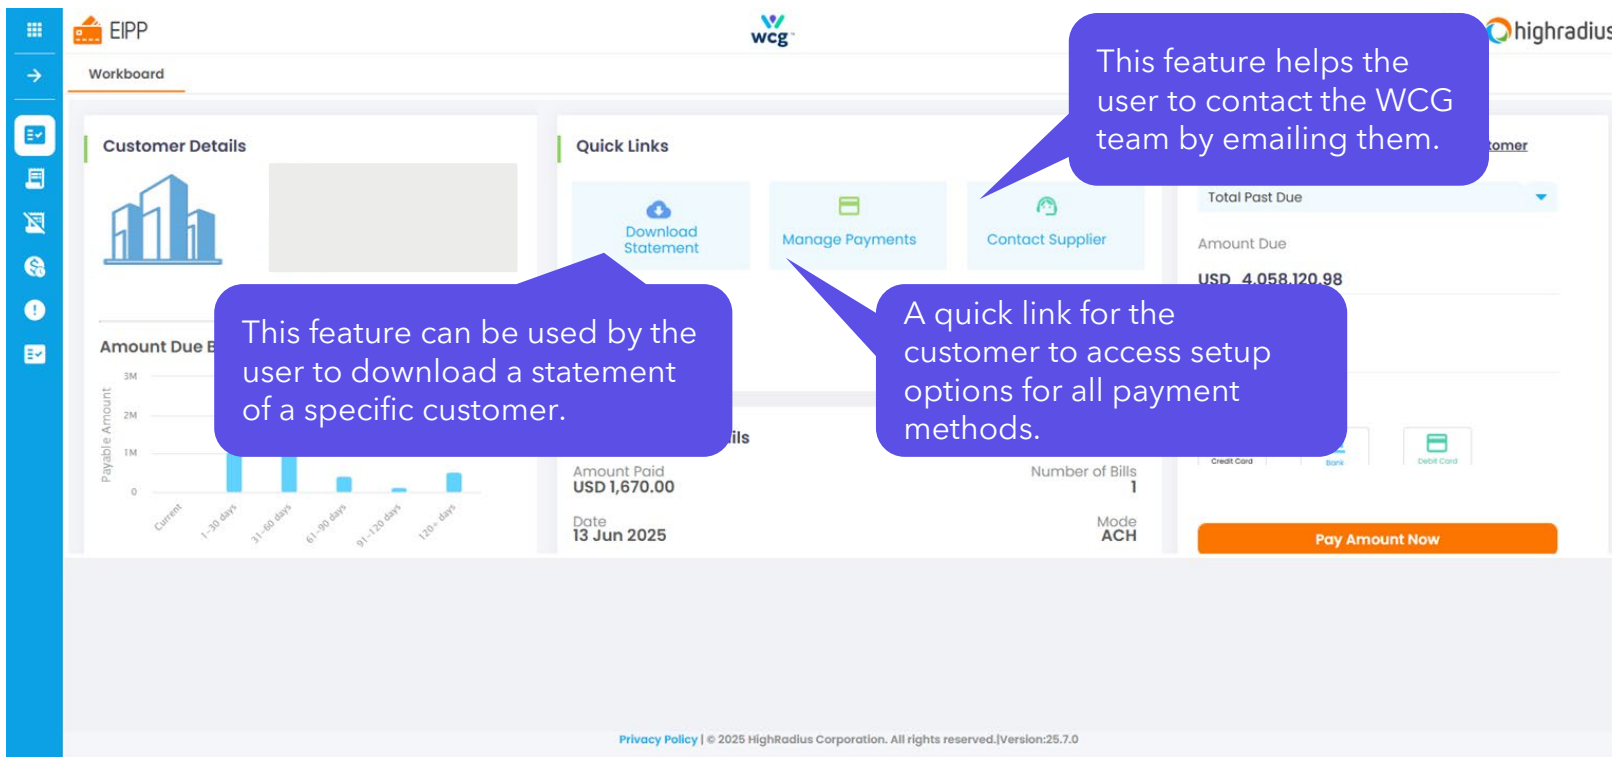 EIPP
wcg
highradius
Workboard
This feature helps the
user to contact the WCG
team by emailing them.
Customer Details
Quick Links
Download
Statement
Manage Payments
Contact Supplier
Total Past Due
Amount Due
USD 4,058,120.98
This feature can be used by the
user to download a statement
of a specific customer.
A quick link for the
customer to access setup
options for all payment
methods.
Amount Due
Payable Amount
3M
2M
1M
0
Current
1-30 days
31-60 days
61-90 days
91-120 days
120+ days
Amount Paid
USD 1,670.00
Number of Bills
1
Date
13 Jun 2025
Mode
ACH
Credit Card
Bank
Debit Card
Pay Amount Now
Privacy Policy | © 2025 HighRadius Corporation. All rights reserved.|Version:25.7.0